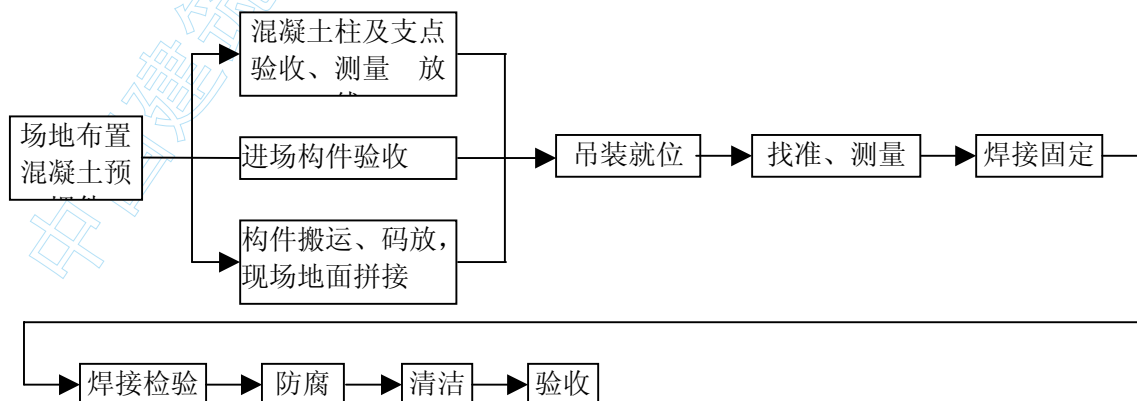 混凝土柱及支点
验收、测量 放
场地布置
混凝土预
进场构件验收
构件搬运、码放，
现场地面拼接
吊装就位
找准、测量
焊接固定
焊接检验
防腐
清洁
验收